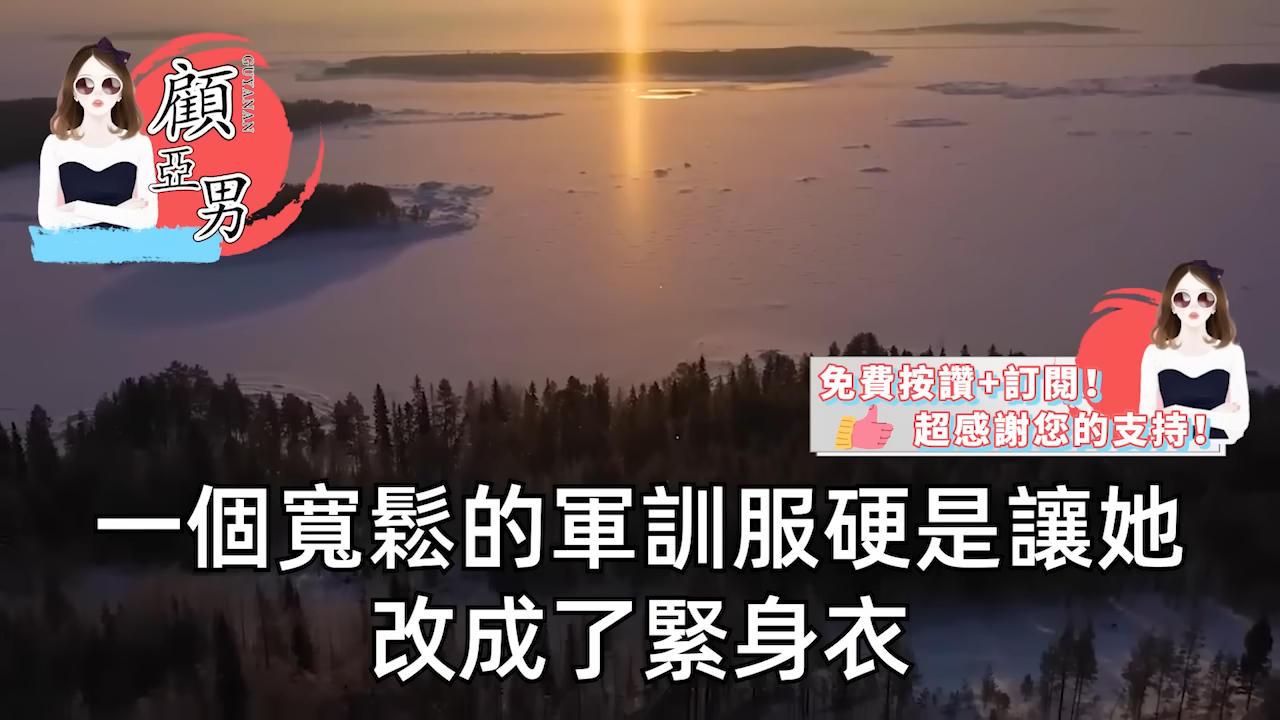 顧亞男
GUYANAN
免費按讚+訂閱!
超感謝您的支持!
一個寬鬆的軍訓服硬是讓她
改成了緊身衣